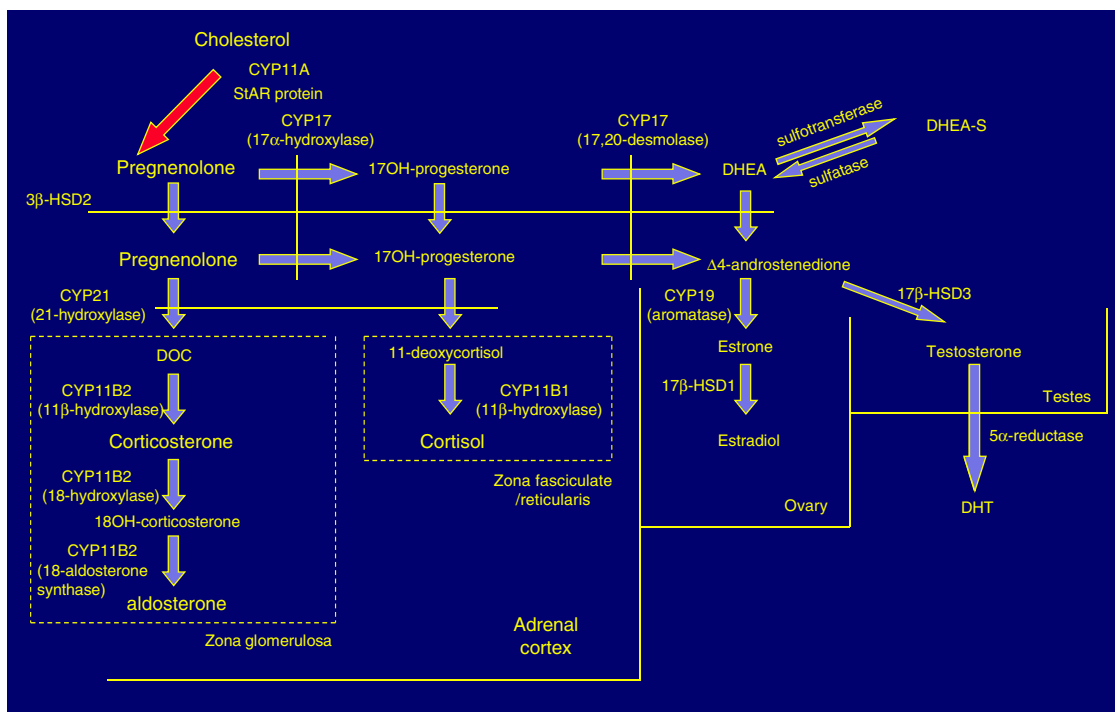 Cholesterol
CYP11A
StAR protein
CYP17
(17α-hydroxylase)
CYP17
(17,20-desmolase)
sulfotransferase
sulfatase
DHEA-S
Pregnenolone
17OH-progesterone
DHEA
3β-HSD2
Pregnenolone
17OH-progesterone
Δ4-androstenedione
CYP21
(21-hydroxylase)
CYP19
(aromatase)
17β-HSD3
DOC
11-deoxycortisol
Estrone
Testosterone
CYP11B2
(11β-hydroxylase)
CYP11B1
(11β-hydroxylase)
17β-HSD1
Testes
Corticosterone
Cortisol
Estradiol
5α-reductase
CYP11B2
(18-hydroxylase)
Zona fasciculate
/reticularis
Ovary
DHT
18OH-corticosterone
CYP11B2
(18-aldosterone
synthase)
aldosterone
Zona glomerulosa
Adrenal
cortex